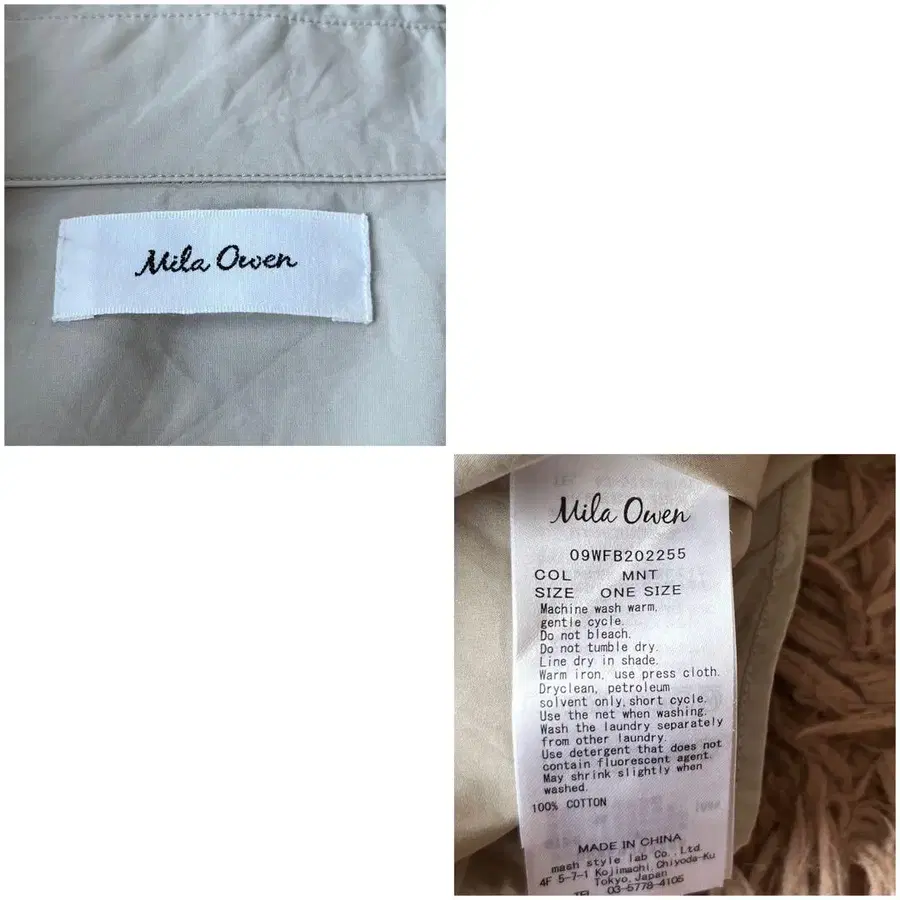 Mila Owen
Mila Owen
09WFB202255
COL MNT
SIZE ONE SIZE
Machine wash warm,
gentle cycle.
Do not bleach.
Do not tumble dry.
Line dry in shade.
Warm iron, use press cloth.
Dryclean, petroleum
solvent only, short cycle.
Use the net when washing.
Wash the laundry separately
from other laundry.
Use detergent that does not
contain fluorescent agent.
May shrink slightly when
washed.
100% COTTON
MADE IN CHINA
mash style lab Co., Ltd.
4F 5-7-1 Kojimachi, Chiyoda-Ku
Tokyo, Japan
TEL 03-5778-4105